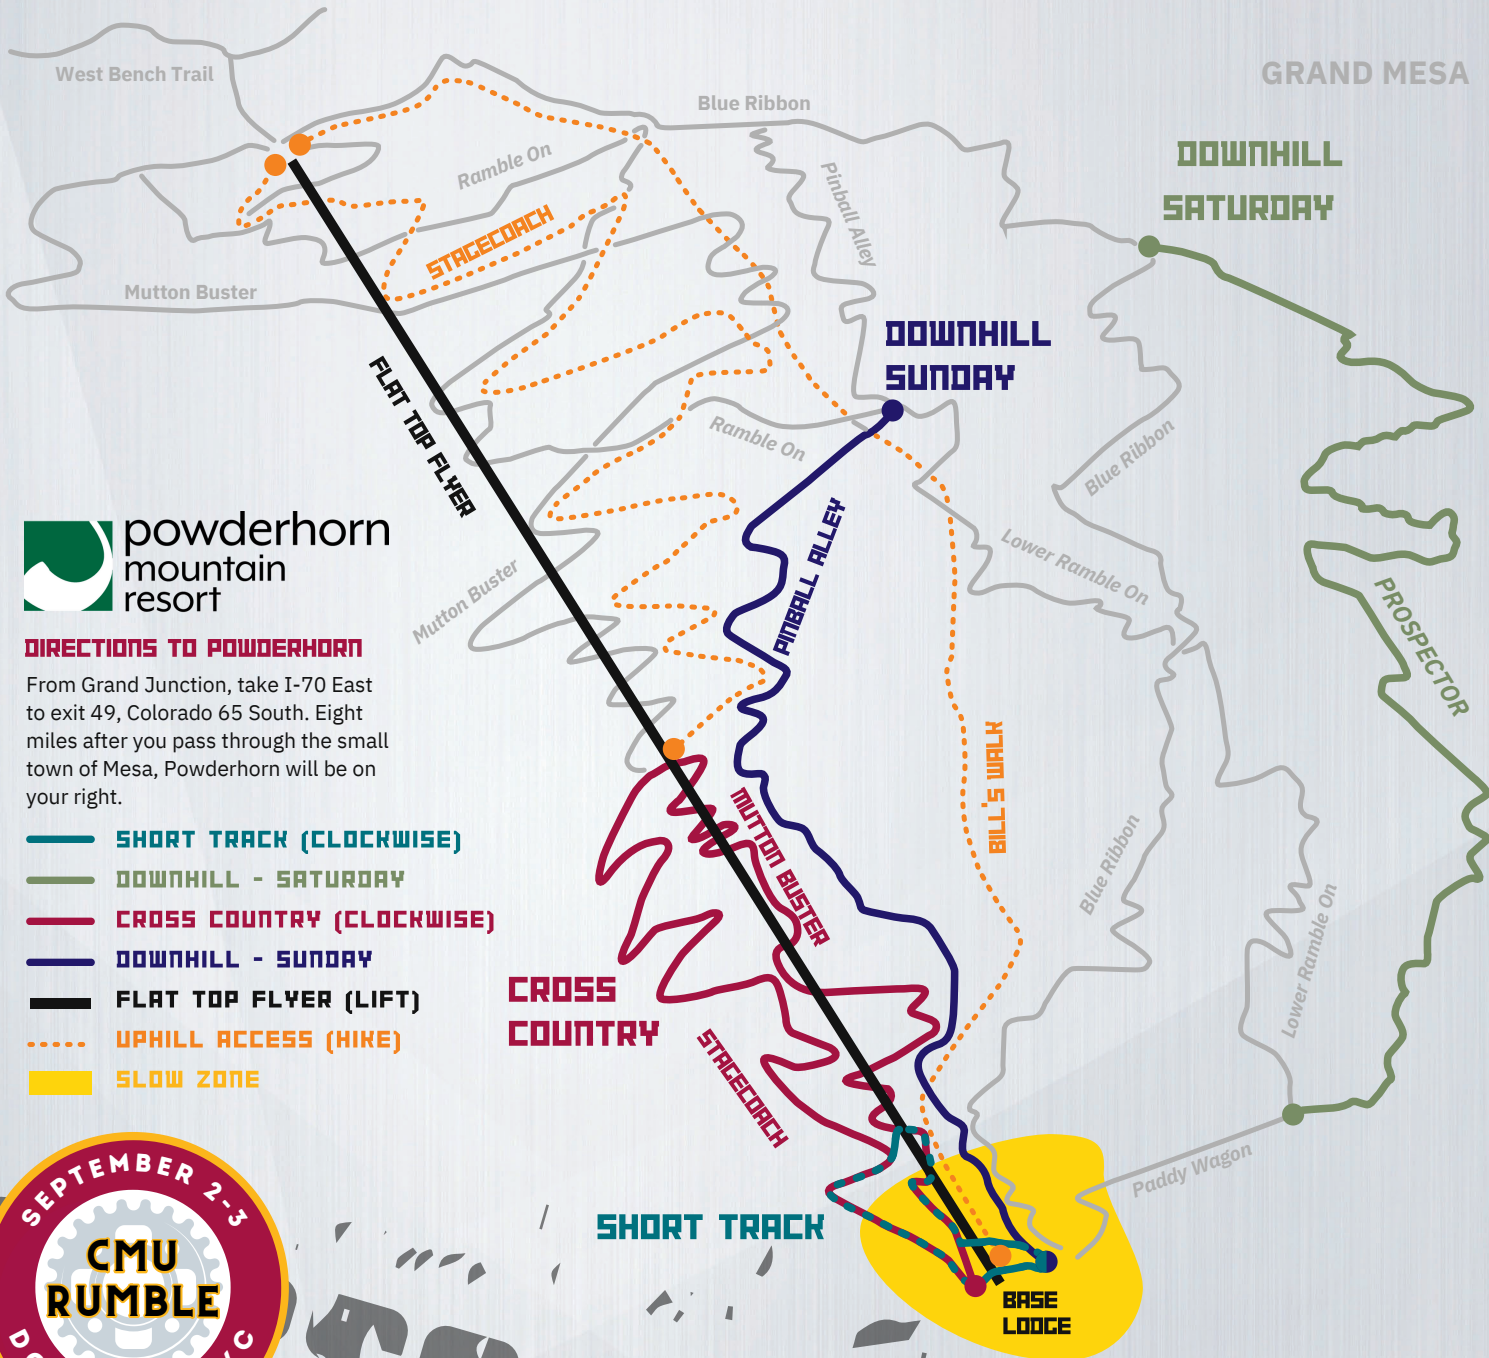 West Bench Trail
GRAND MESA
Blue Ribbon
Ramble On
DOWNHILL
SATURDAY
Pinball Alley
STAGECOACH
Mutton Buster
DOWNHILL
SUNDAY
FLAT TOP FLYER
Ramble On
Blue Ribbon
PINBALL ALLEY
Lower Ramble On
powderhorn
mountain
resort
Mutton Buster
PROSPECTOR
DIRECTIONS TO POWDERHORN
From Grand Junction, take I-70 East
to exit 49, Colorado 65 South. Eight
miles after you pass through the small
town of Mesa, Powderhorn will be on
your right.
BILL'S WALK
MUTTON BUSTER
Blue Ribbon
SHORT TRACK (CLOCKWISE)
DOWNHILL - SATURDAY
CROSS COUNTRY (CLOCKWISE)
DOWNHILL - SUNDAY
FLAT TOP FLYER (LIFT)
UPHILL ACCESS (HIKE)
SLOW ZONE
Lower Ramble On
CROSS
COUNTRY
STAGECOACH
Paddy Wagon
SHORT TRACK
BASE
LODGE
SEPTEMBER 2-3
CMU
RUMBLE